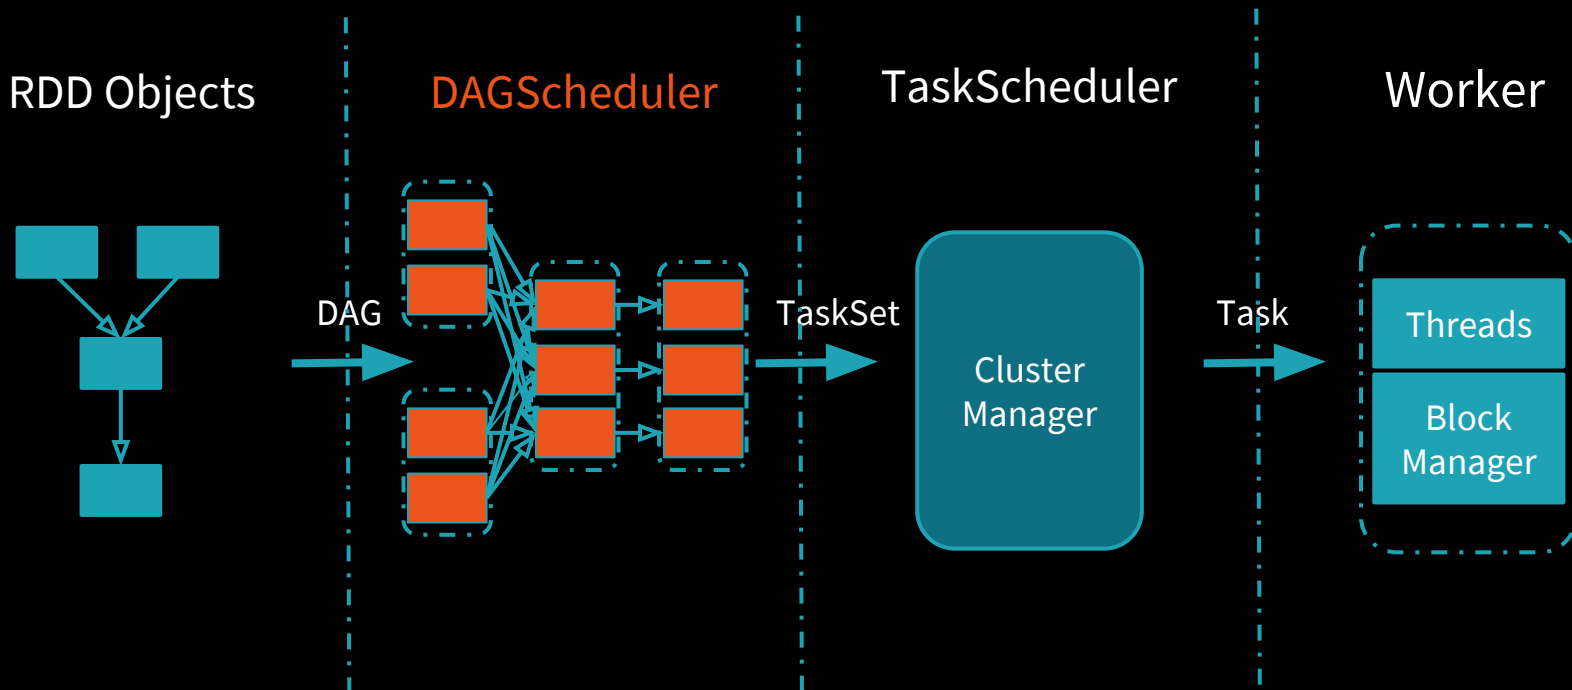 RDD Objects
DAGScheduler
TaskScheduler
Worker
DAG
TaskSet
Task
Cluster
Manager
Threads
Block
Manager